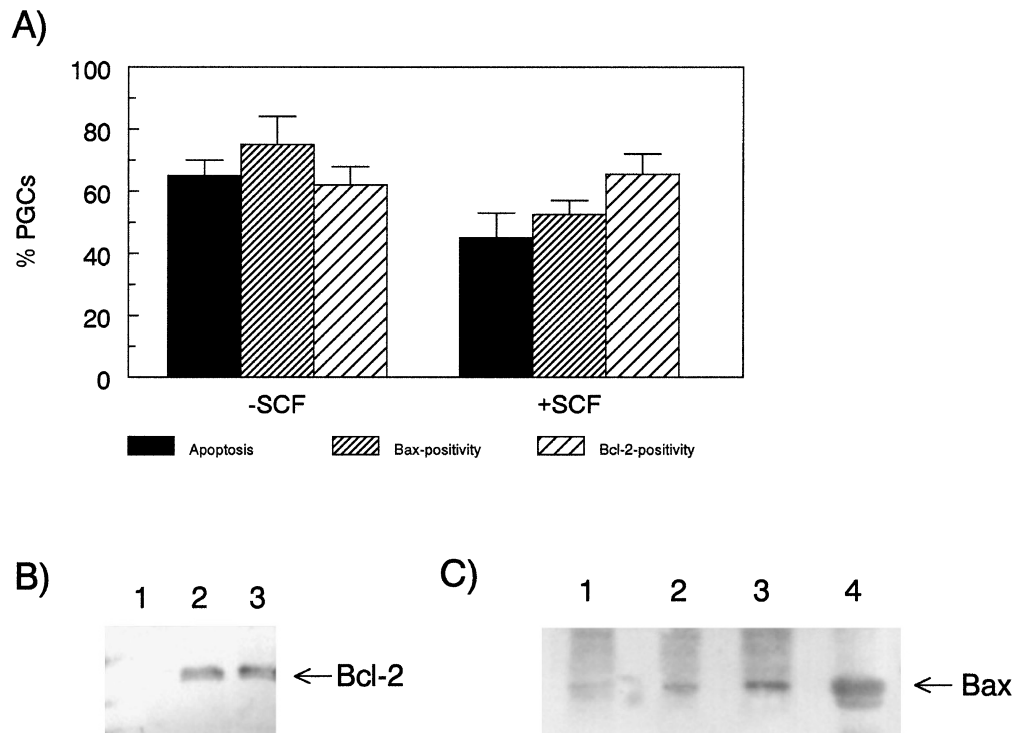 A)
100
80
60
40
20
0
% PGCs
-SCF +SCF
Apoptosis Bax-positivity Bcl-2-positivity
B)
1 2 3
Bcl-2
C)
1 2 3 4
Bax